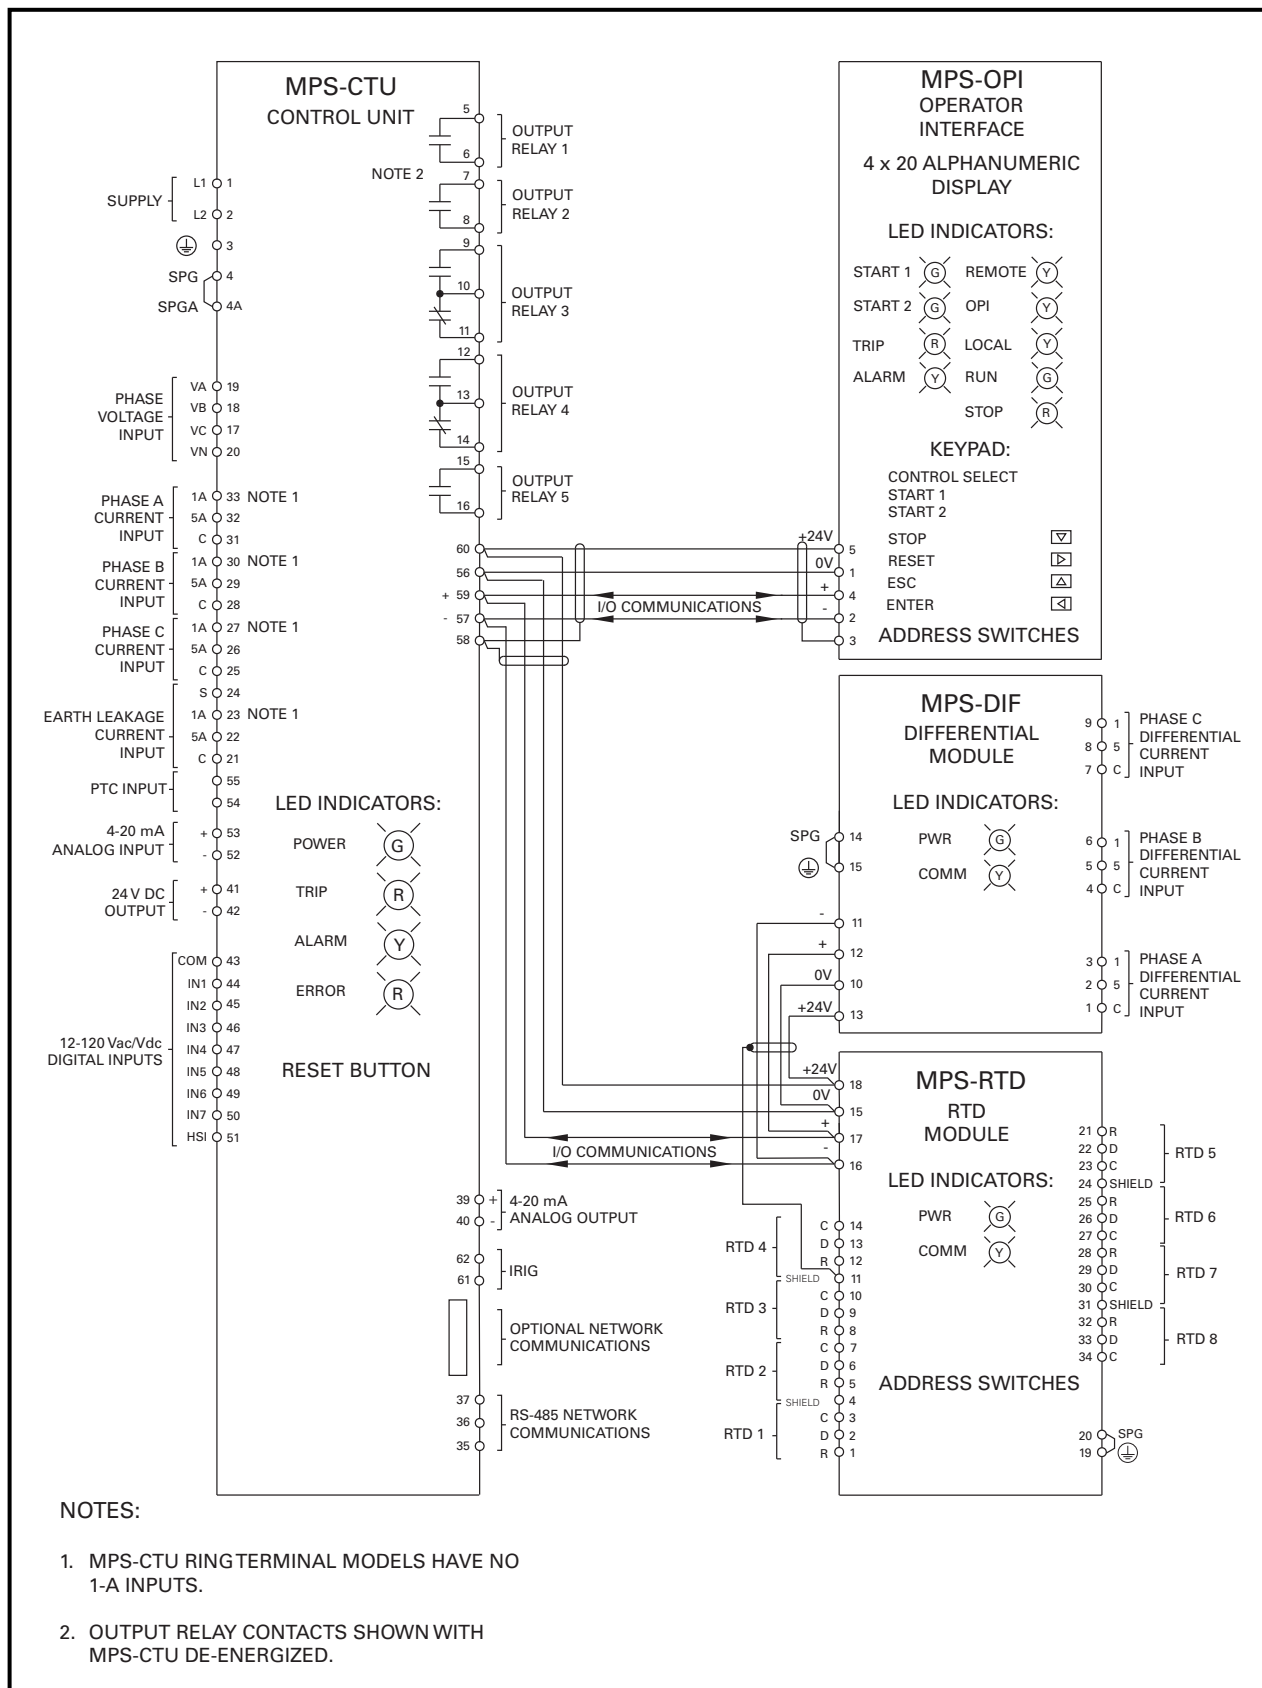 MPS-CTU
CONTROL UNIT
NOTE 2
L1 1
SUPPLY
L2 2
3
SPG 4
SPGA 4A
VA 19
PHASE
VOLTAGE
INPUT
VB 18
VC 17
VN 20
PHASE A
CURRENT
INPUT
1A 33 NOTE 1
5A 32
C 31
PHASE B
CURRENT
INPUT
1A 30 NOTE 1
5A 29
C 28
PHASE C
CURRENT
INPUT
1A 27 NOTE 1
5A 26
C 25
S 24
EARTH LEAKAGE
CURRENT
INPUT
1A 23 NOTE 1
5A 22
C 21
PTC INPUT
55
54
4-20 mA
ANALOG INPUT
+ 53
- 52
24 V DC
OUTPUT
+ 41
- 42
12-120 Vac/Vdc
DIGITAL INPUTS
COM 43
IN1 44
IN2 45
IN3 46
IN4 47
IN5 48
IN6 49
IN7 50
HSI 51
LED INDICATORS:
POWER G
TRIP R
ALARM Y
ERROR R
RESET BUTTON
5
6
OUTPUT
RELAY 1
7
8
OUTPUT
RELAY 2
9
10
11
OUTPUT
RELAY 3
12
13
14
OUTPUT
RELAY 4
15
16
OUTPUT
RELAY 5
60
56
+ 59
- 57
58
I/O COMMUNICATIONS
39 +
40 -
4-20 mA
ANALOG OUTPUT
62
61
IRIG
OPTIONAL NETWORK
COMMUNICATIONS
37
36
35
RS-485 NETWORK
COMMUNICATIONS
MPS-OPI
OPERATOR
INTERFACE
4 x 20 ALPHANUMERIC
DISPLAY
LED INDICATORS:
START 1 G REMOTE Y
START 2 G OPI Y
TRIP R LOCAL Y
ALARM Y RUN G
STOP R
KEYPAD:
CONTROL SELECT
START 1
START 2
STOP
RESET
ESC
ENTER
ADDRESS SWITCHES
+24V 5
0V 1
+ 4
- 2
3
MPS-DIF
DIFFERENTIAL
MODULE
LED INDICATORS:
PWR G
COMM Y
SPG 14
15
- 11
+ 12
0V 10
+24V 13
9 1
8 5
7 C
PHASE C
DIFFERENTIAL
CURRENT
INPUT
6 1
5 5
4 C
PHASE B
DIFFERENTIAL
CURRENT
INPUT
3 1
2 5
1 C
PHASE A
DIFFERENTIAL
CURRENT
INPUT
MPS-RTD
RTD
MODULE
LED INDICATORS:
PWR G
COMM Y
ADDRESS SWITCHES
+24V 18
0V 15
+ 17
- 16
I/O COMMUNICATIONS
RTD 4
C 14
D 13
R 12
SHIELD 11
RTD 3
C 10
D 9
R 8
RTD 2
C 7
D 6
R 5
SHIELD 4
RTD 1
C 3
D 2
R 1
21 R
22 D
23 C
RTD 5
24 SHIELD
25 R
26 D
27 C
RTD 6
28 R
29 D
30 C
RTD 7
31 SHIELD
32 R
33 D
34 C
RTD 8
20 SPG
19
NOTES:
1. MPS-CTU RING TERMINAL MODELS HAVE NO
1-A INPUTS.
2. OUTPUT RELAY CONTACTS SHOWN WITH
MPS-CTU DE-ENERGIZED.